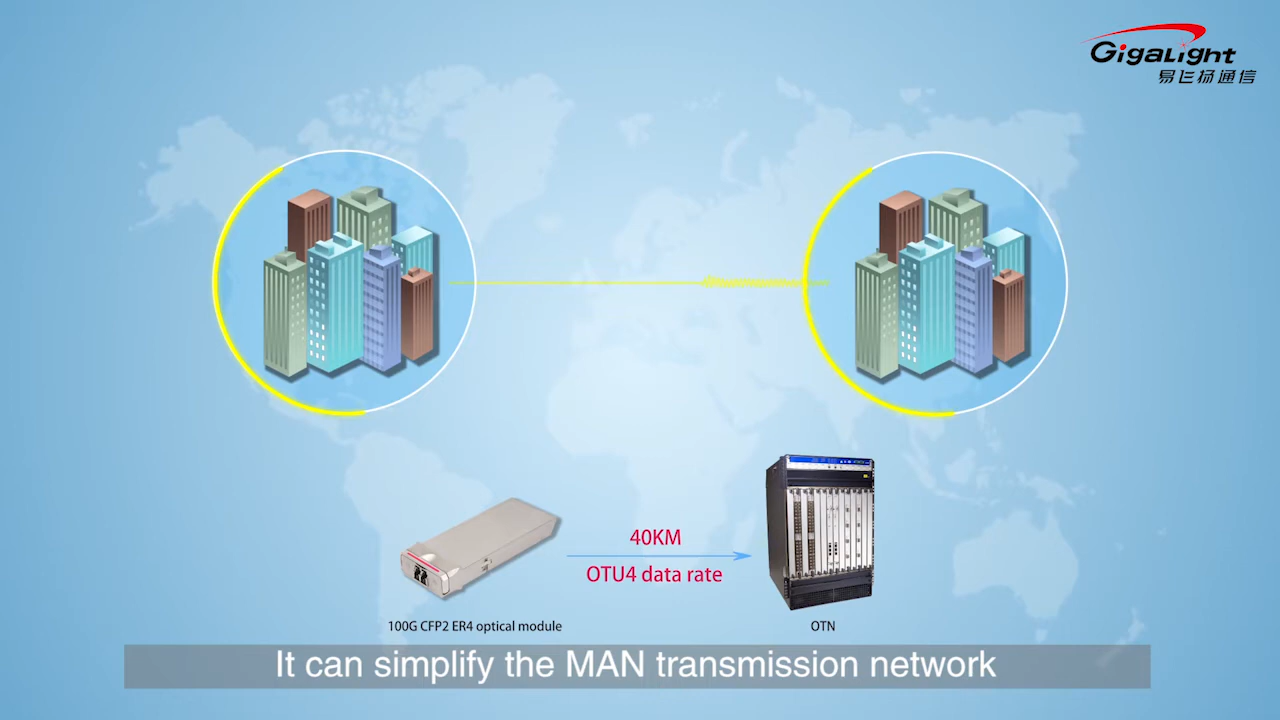 GigaLight
易飞扬通信
40KM
OTU4 data rate
100G CFP2 ER4 optical module
OTN
It can simplify the MAN transmission network